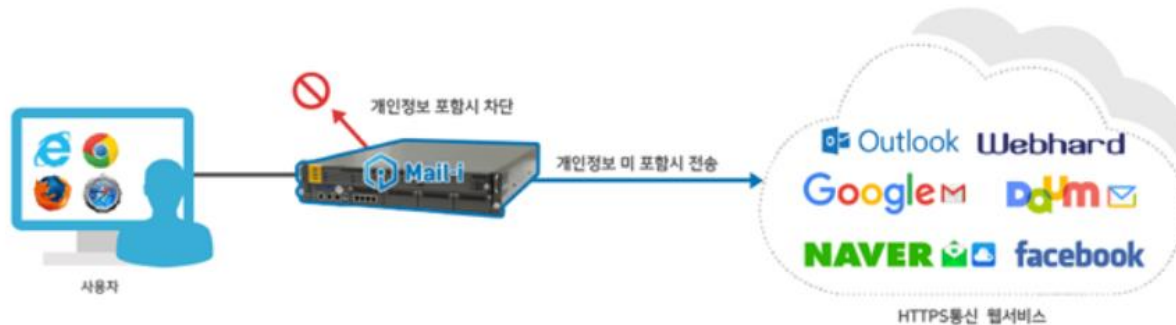 개인정보 포함시 차단
Mail-i
개인정보 미 포함시 전송
사용자
Outlook Webhard
Google Daum
NAVER facebook
HTTPS통신 웹서비스